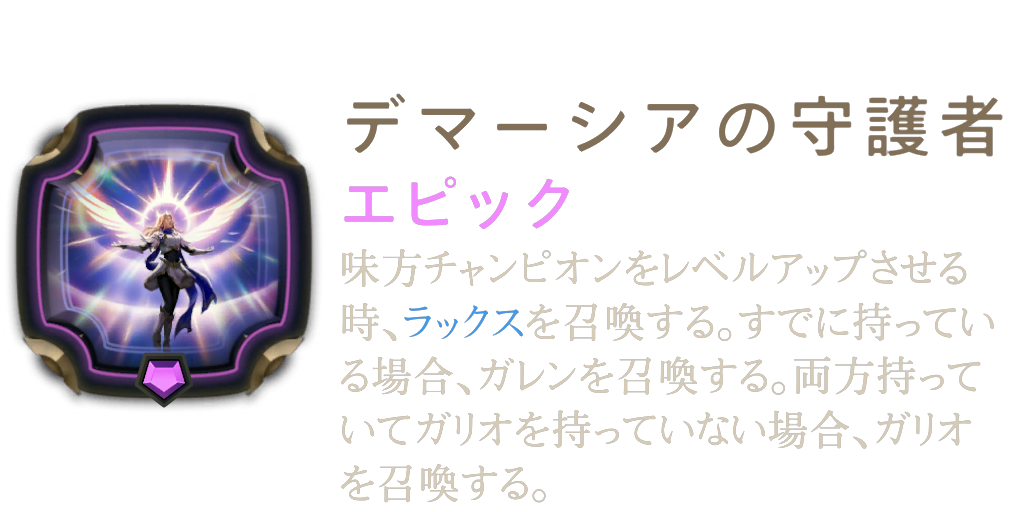 デマーシアの守護者
エピック
味方チャンピオンをレベルアップさせる
時、ラックスを召喚する。すでに持ってい
る場合、ガレンを召喚する。両方持って
いてガリオを持っていない場合、ガリオ
を召喚する。